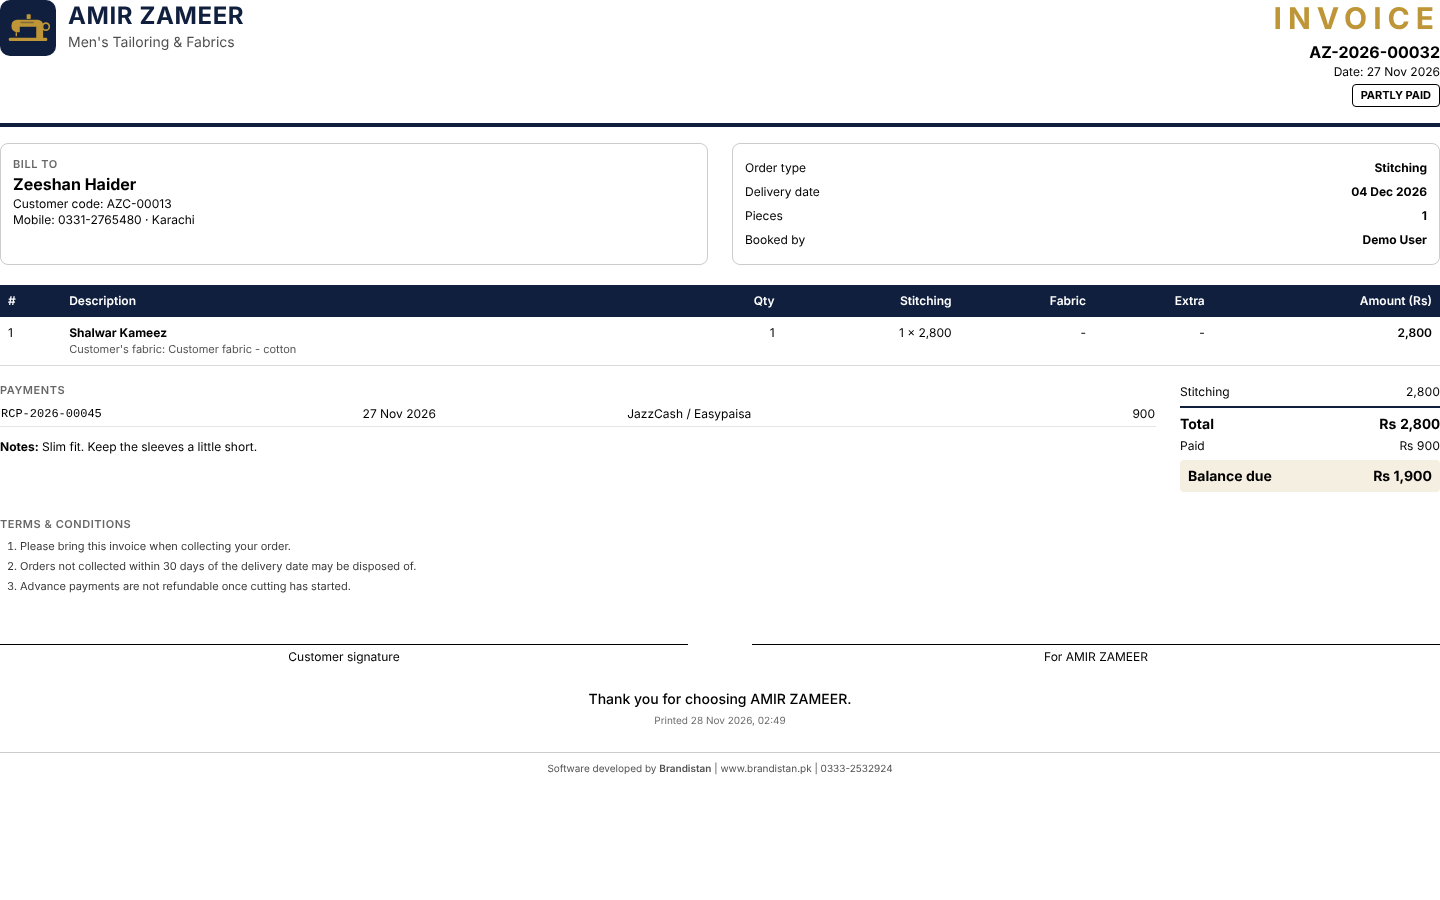 AMIR ZAMEER
Men's Tailoring & Fabrics
INVOICE
AZ-2026-00032
Date: 27 Nov 2026
PARTLY PAID
BILL TO
Zeeshan Haider
Customer code: AZC-00013
Mobile: 0331-2765480 · Karachi
Order type Stitching
Delivery date 04 Dec 2026
Pieces 1
Booked by Demo User
# Description Qty Stitching Fabric Extra Amount (Rs)
1 Shalwar Kameez 1 1 × 2,800 - - 2,800
Customer's fabric: Customer fabric - cotton
PAYMENTS
RCP-2026-00045 27 Nov 2026 JazzCash / Easypaisa 900
Notes: Slim fit. Keep the sleeves a little short.
Stitching 2,800
Total Rs 2,800
Paid Rs 900
Balance due Rs 1,900
TERMS & CONDITIONS
1. Please bring this invoice when collecting your order.
2. Orders not collected within 30 days of the delivery date may be disposed of.
3. Advance payments are not refundable once cutting has started.
Customer signature
For AMIR ZAMEER
Thank you for choosing AMIR ZAMEER.
Printed 28 Nov 2026, 02:49
Software developed by Brandistan | www.brandistan.pk | 0333-2532924